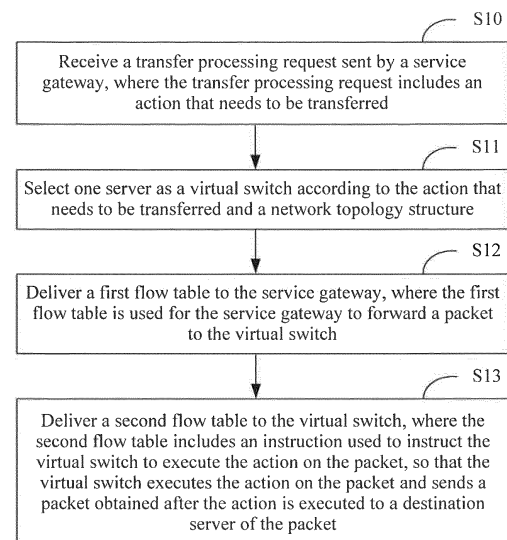 S10
Receive a transfer processing request sent by a service
gateway, where the transfer processing request includes an
action that needs to be transferred
S11
Select one server as a virtual switch according to the action that
needs to be transferred and a network topology structure
S12
Deliver a first flow table to the service gateway, where the first
flow table is used for the service gateway to forward a packet
to the virtual switch
S13
Deliver a second flow table to the virtual switch, where the
second flow table includes an instruction used to instruct the
virtual switch to execute the action on the packet, so that the
virtual switch executes the action on the packet and sends a
packet obtained after the action is executed to a destination
server of the packet